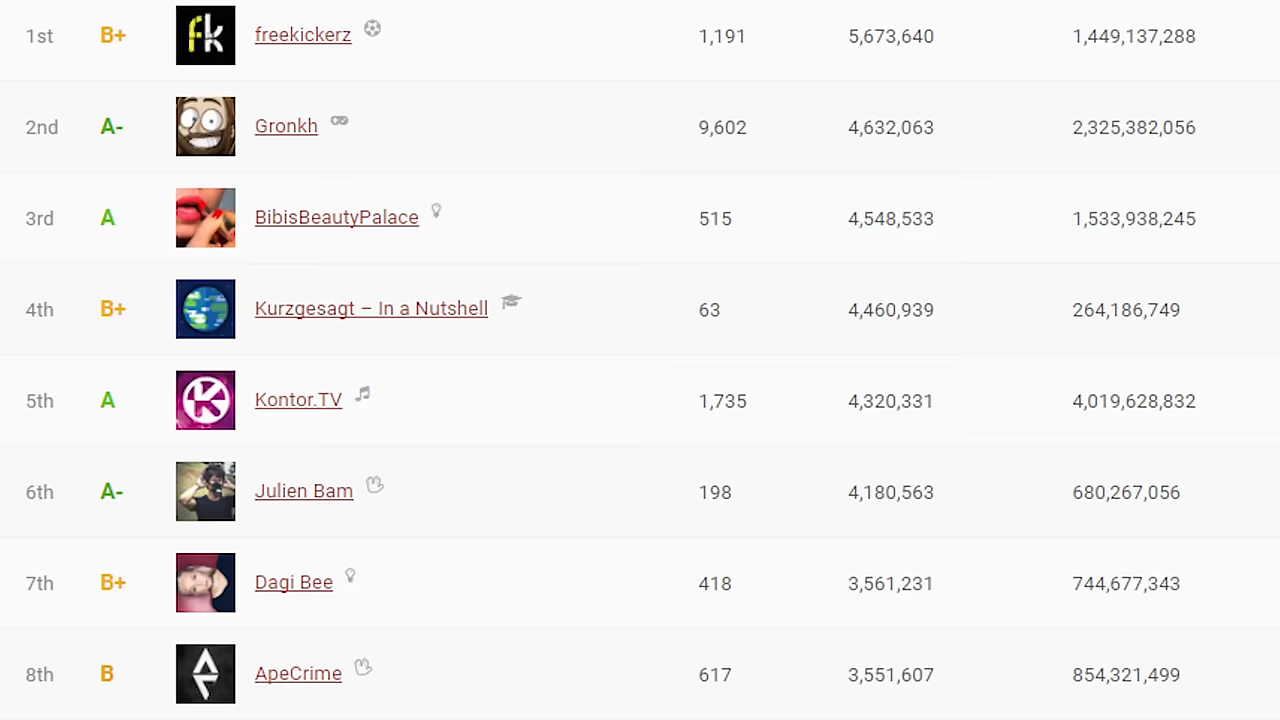 1st B+ fk freekickerz 1,191 5,673,640 1,449,137,288
2nd A- Gronkh 9,602 4,632,063 2,325,382,056
3rd A BibisBeautyPalace 515 4,548,533 1,533,938,245
4th B+ Kurzgesagt – In a Nutshell 63 4,460,939 264,186,749
5th A Kontor.TV 1,735 4,320,331 4,019,628,832
6th A- Julien Bam 198 4,180,563 680,267,056
7th B+ Dagi Bee 418 3,561,231 744,677,343
8th B ApeCrime 617 3,551,607 854,321,499